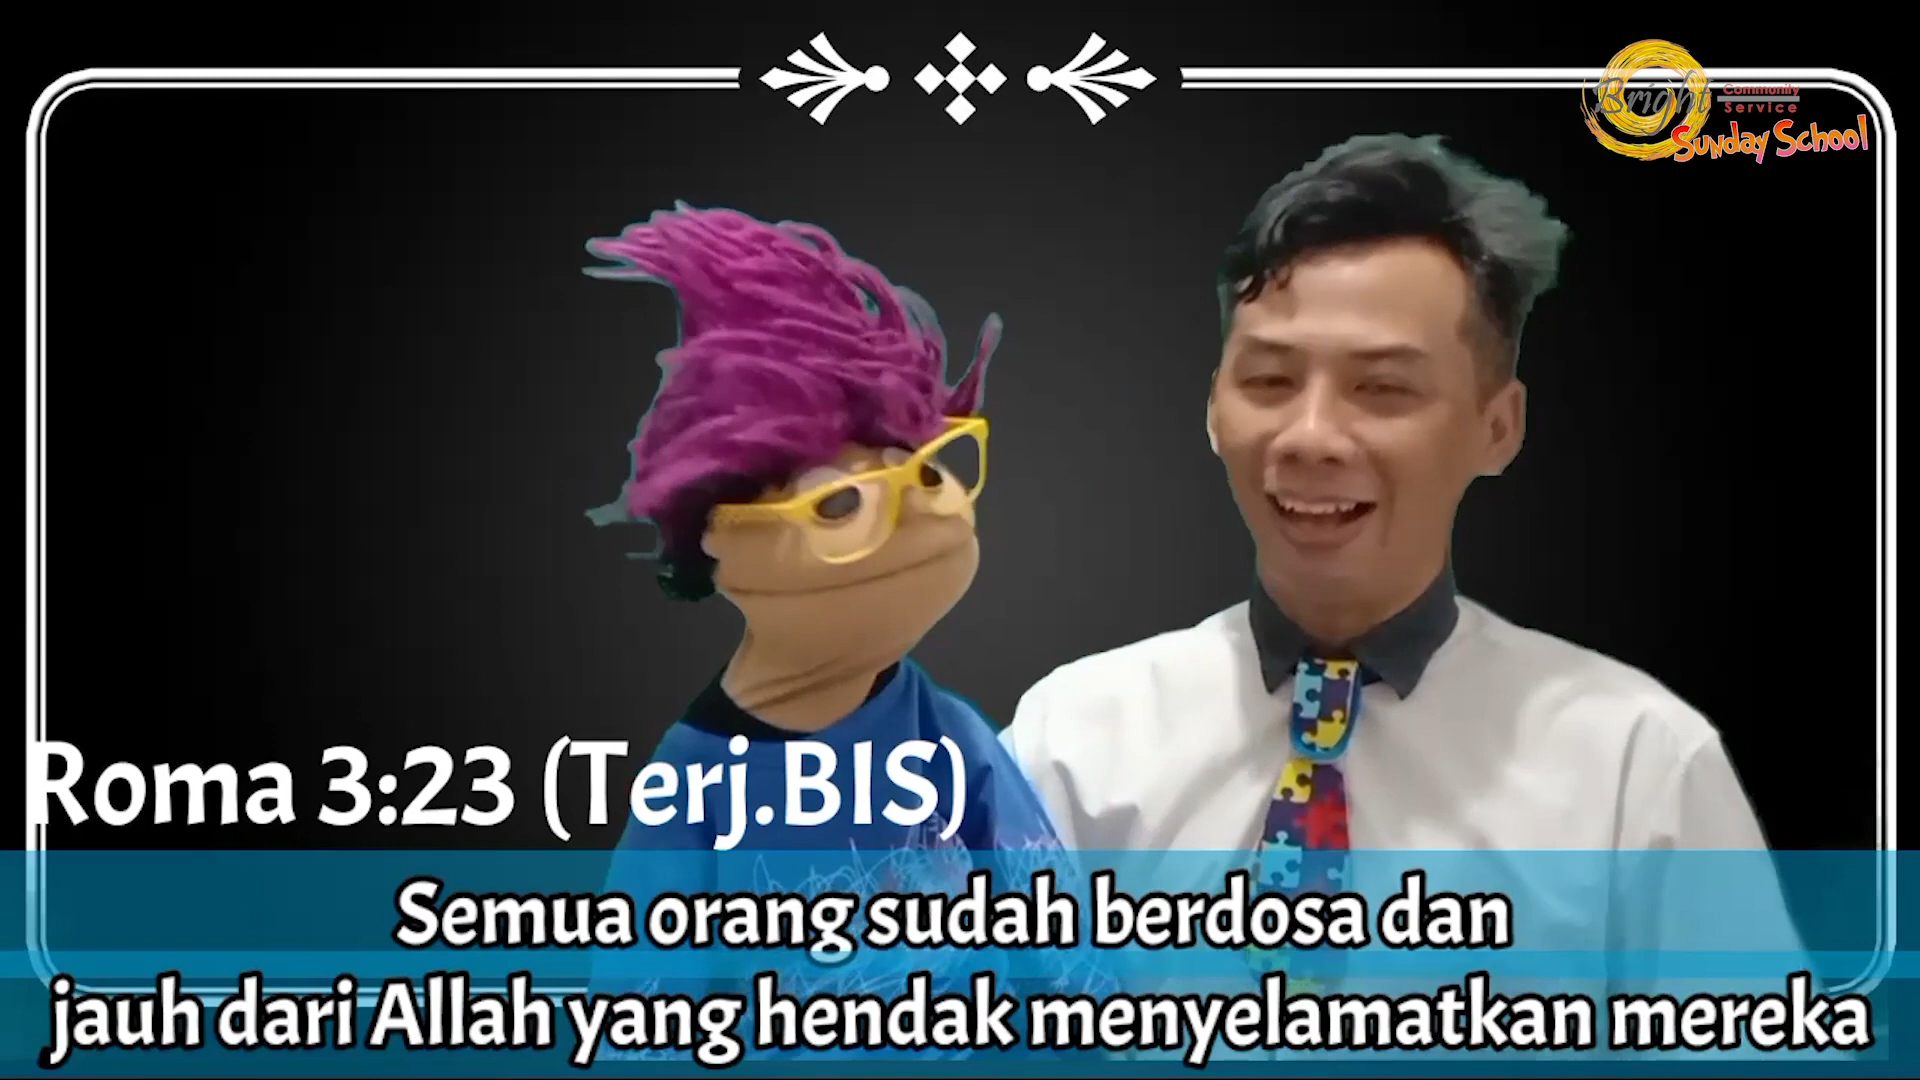 Bright Community
Service
Sunday School
Roma 3:23 (Terj.BIS)
Semua orang sudah berdosa dan
jauh dari Allah yang hendak menyelamatkan mereka